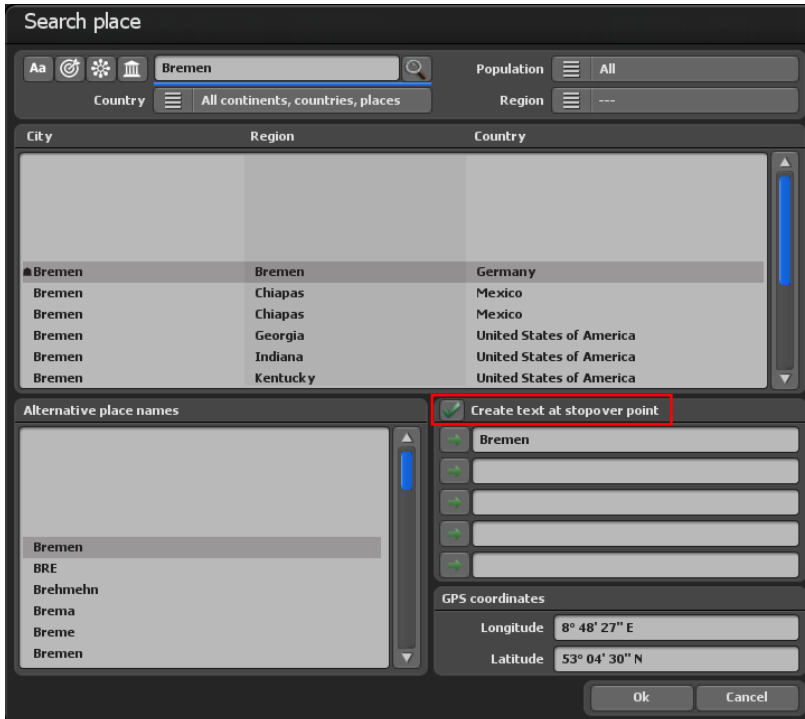 Search place
Aa Bremen Population All
Country All continents, countries, places Region ---
City Region Country
Bremen Bremen Germany
Bremen Chiapas Mexico
Bremen Chiapas Mexico
Bremen Georgia United States of America
Bremen Indiana United States of America
Bremen Kentucky United States of America
Alternative place names
Bremen
BRE
Brehmehn
Brema
Breme
Bremen
Create text at stopover point
Bremen
GPS coordinates
Longitude 8° 48' 27" E
Latitude 53° 04' 30" N
Ok Cancel